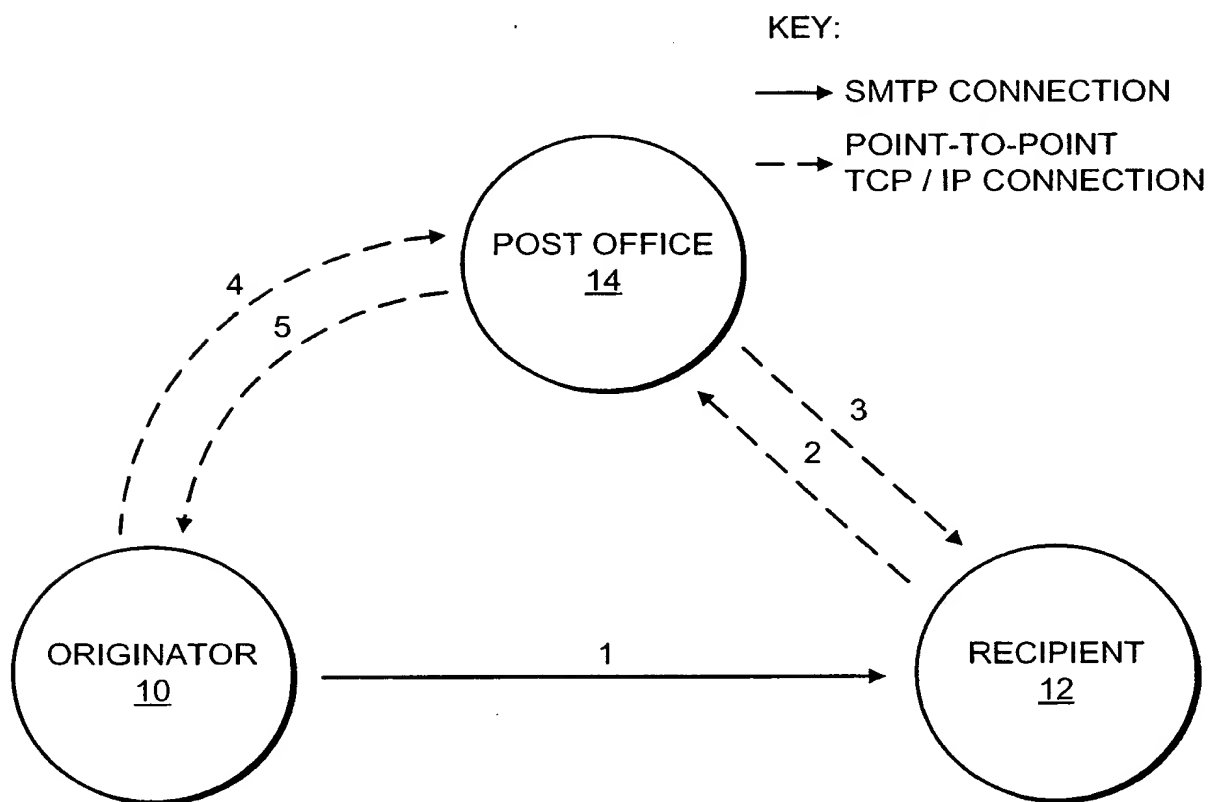 KEY:
SMTP CONNECTION
POINT-TO-POINT
TCP / IP CONNECTION
POST OFFICE
14
4
5
3
2
ORIGINATOR
10
1
RECIPIENT
12